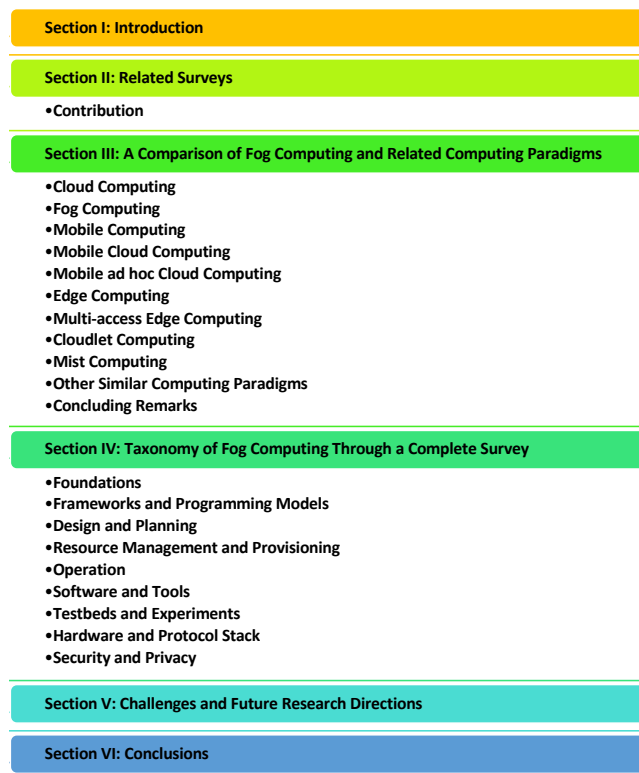 Section I: Introduction
Section II: Related Surveys
•Contribution
Section III: A Comparison of Fog Computing and Related Computing Paradigms
•Cloud Computing
•Fog Computing
•Mobile Computing
•Mobile Cloud Computing
•Mobile ad hoc Cloud Computing
•Edge Computing
•Multi-access Edge Computing
•Cloudlet Computing
•Mist Computing
•Other Similar Computing Paradigms
•Concluding Remarks
Section IV: Taxonomy of Fog Computing Through a Complete Survey
•Foundations
•Frameworks and Programming Models
•Design and Planning
•Resource Management and Provisioning
•Operation
•Software and Tools
•Testbeds and Experiments
•Hardware and Protocol Stack
•Security and Privacy
Section V: Challenges and Future Research Directions
Section VI: Conclusions